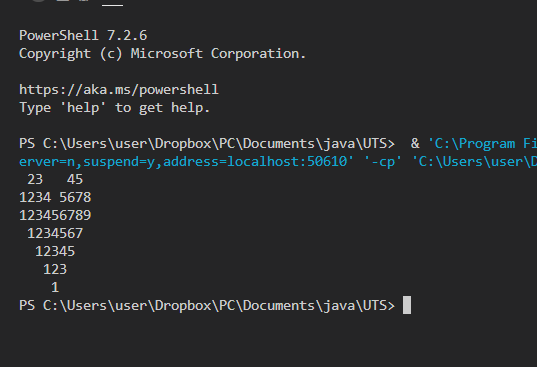 PowerShell 7.2.6
Copyright (c) Microsoft Corporation.
https://aka.ms/powershell
Type 'help' to get help.
PS C:\Users\user\Dropbox\PC\Documents\java\UTS>  & 'C:\Program Fi
erver=n,suspend=y,address=localhost:50610' '-cp' 'C:\Users\user\D
 23   45
1234 5678
123456789
 1234567
  12345
   123
    1
PS C:\Users\user\Dropbox\PC\Documents\java\UTS>